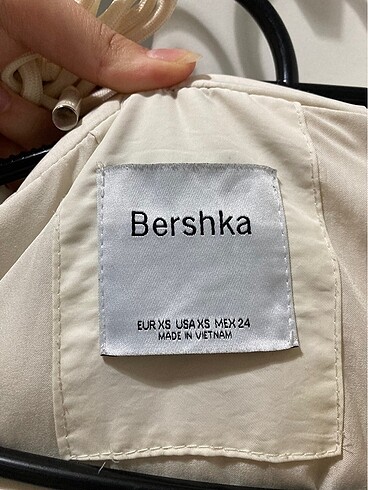 Bershka
EUR XS USA XS MEX 24
MADE IN VIETNAM